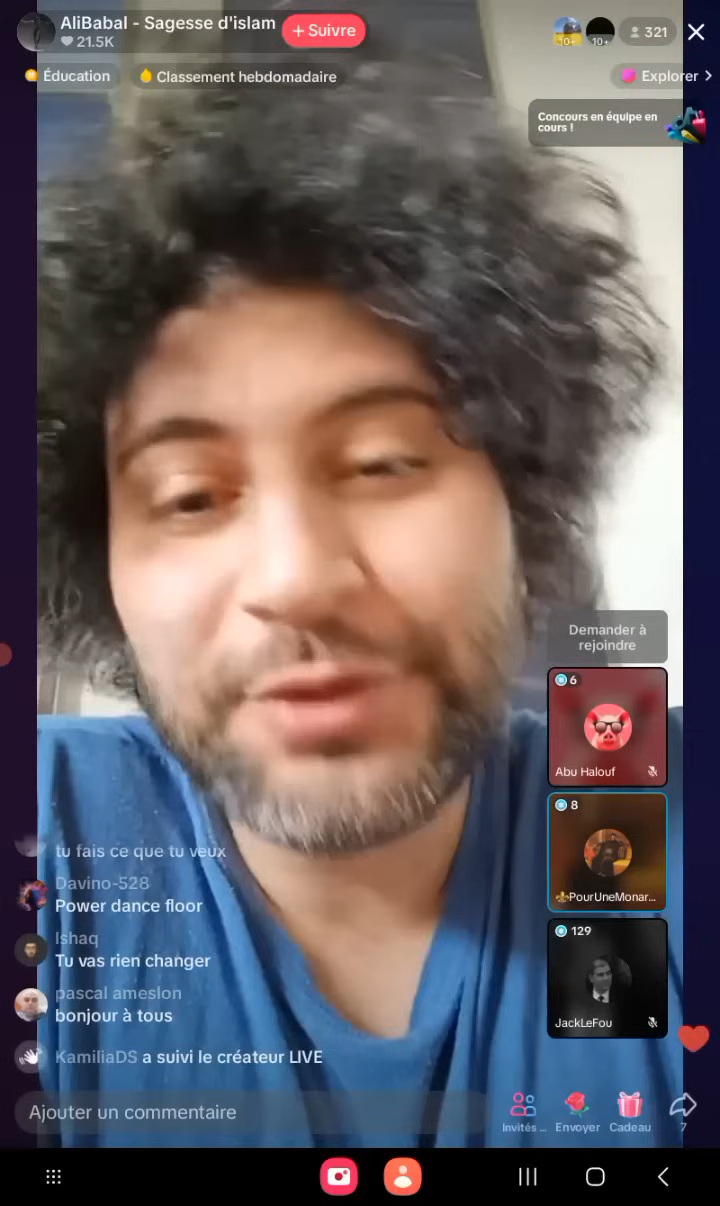 AliBabal - Sagesse d'islam
21.5K
+ Suivre
10+
10+
321
Éducation
Classement hebdomadaire
Explorer
Concours en équipe en
cours !
Demander à
rejoindre
6
Abu Halouf
8
⚜️PourUneMonar...
129
JackLeFou
tu fais ce que tu veux
Davino-528
Power dance floor
Ishaq
Tu vas rien changer
pascal ameslon
bonjour à tous
KamiliaDS a suivi le créateur LIVE
Ajouter un commentaire
Invités ...
Envoyer
Cadeau
7